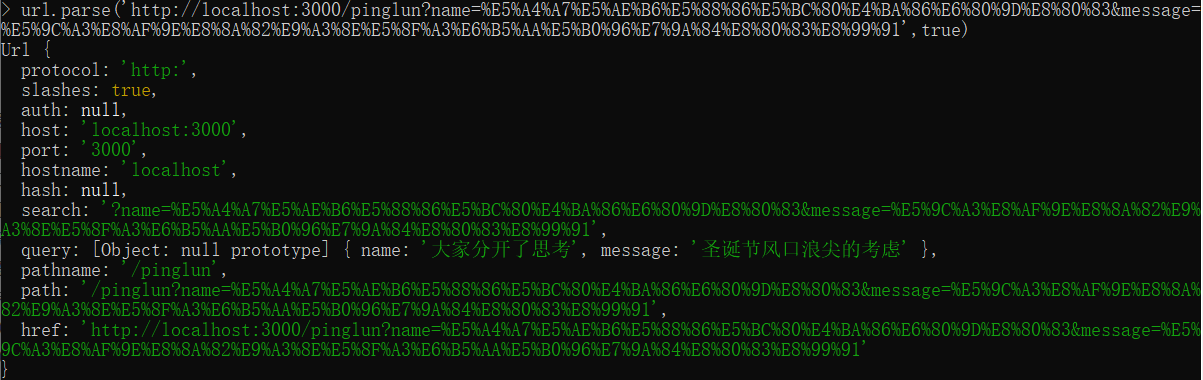 > url.parse('http://localhost:3000/pinglun?name=%E5%A4%A7%E5%AE%B6%E5%88%86%E5%BC%80%E4%BA%86%E6%80%9D%E8%80%83&message=
%E5%9C%A3%E8%AF%9E%E8%8A%82%E9%A3%8E%E5%8F%A3%E6%B5%AA%E5%B0%96%E7%9A%84%E8%80%83%E8%99%91',true)
Url {
  protocol: 'http:',
  slashes: true,
  auth: null,
  host: 'localhost:3000',
  port: '3000',
  hostname: 'localhost',
  hash: null,
  search: '?name=%E5%A4%A7%E5%AE%B6%E5%88%86%E5%BC%80%E4%BA%86%E6%80%9D%E8%80%83&message=%E5%9C%A3%E8%AF%9E%E8%8A%82%E9%
A3%8E%E5%8F%A3%E6%B5%AA%E5%B0%96%E7%9A%84%E8%80%83%E8%99%91',
  query: [Object: null prototype] { name: '大家分开了思考', message: '圣诞节风口浪尖的考虑' },
  pathname: '/pinglun',
  path: '/pinglun?name=%E5%A4%A7%E5%AE%B6%E5%88%86%E5%BC%80%E4%BA%86%E6%80%9D%E8%80%83&message=%E5%9C%A3%E8%AF%9E%E8%8A%
82%E9%A3%8E%E5%8F%A3%E6%B5%AA%E5%B0%96%E7%9A%84%E8%80%83%E8%99%91',
  href: 'http://localhost:3000/pinglun?name=%E5%A4%A7%E5%AE%B6%E5%88%86%E5%BC%80%E4%BA%86%E6%80%9D%E8%80%83&message=%E5%
9C%A3%E8%AF%9E%E8%8A%82%E9%A3%8E%E5%8F%A3%E6%B5%AA%E5%B0%96%E7%9A%84%E8%80%83%E8%99%91'
}